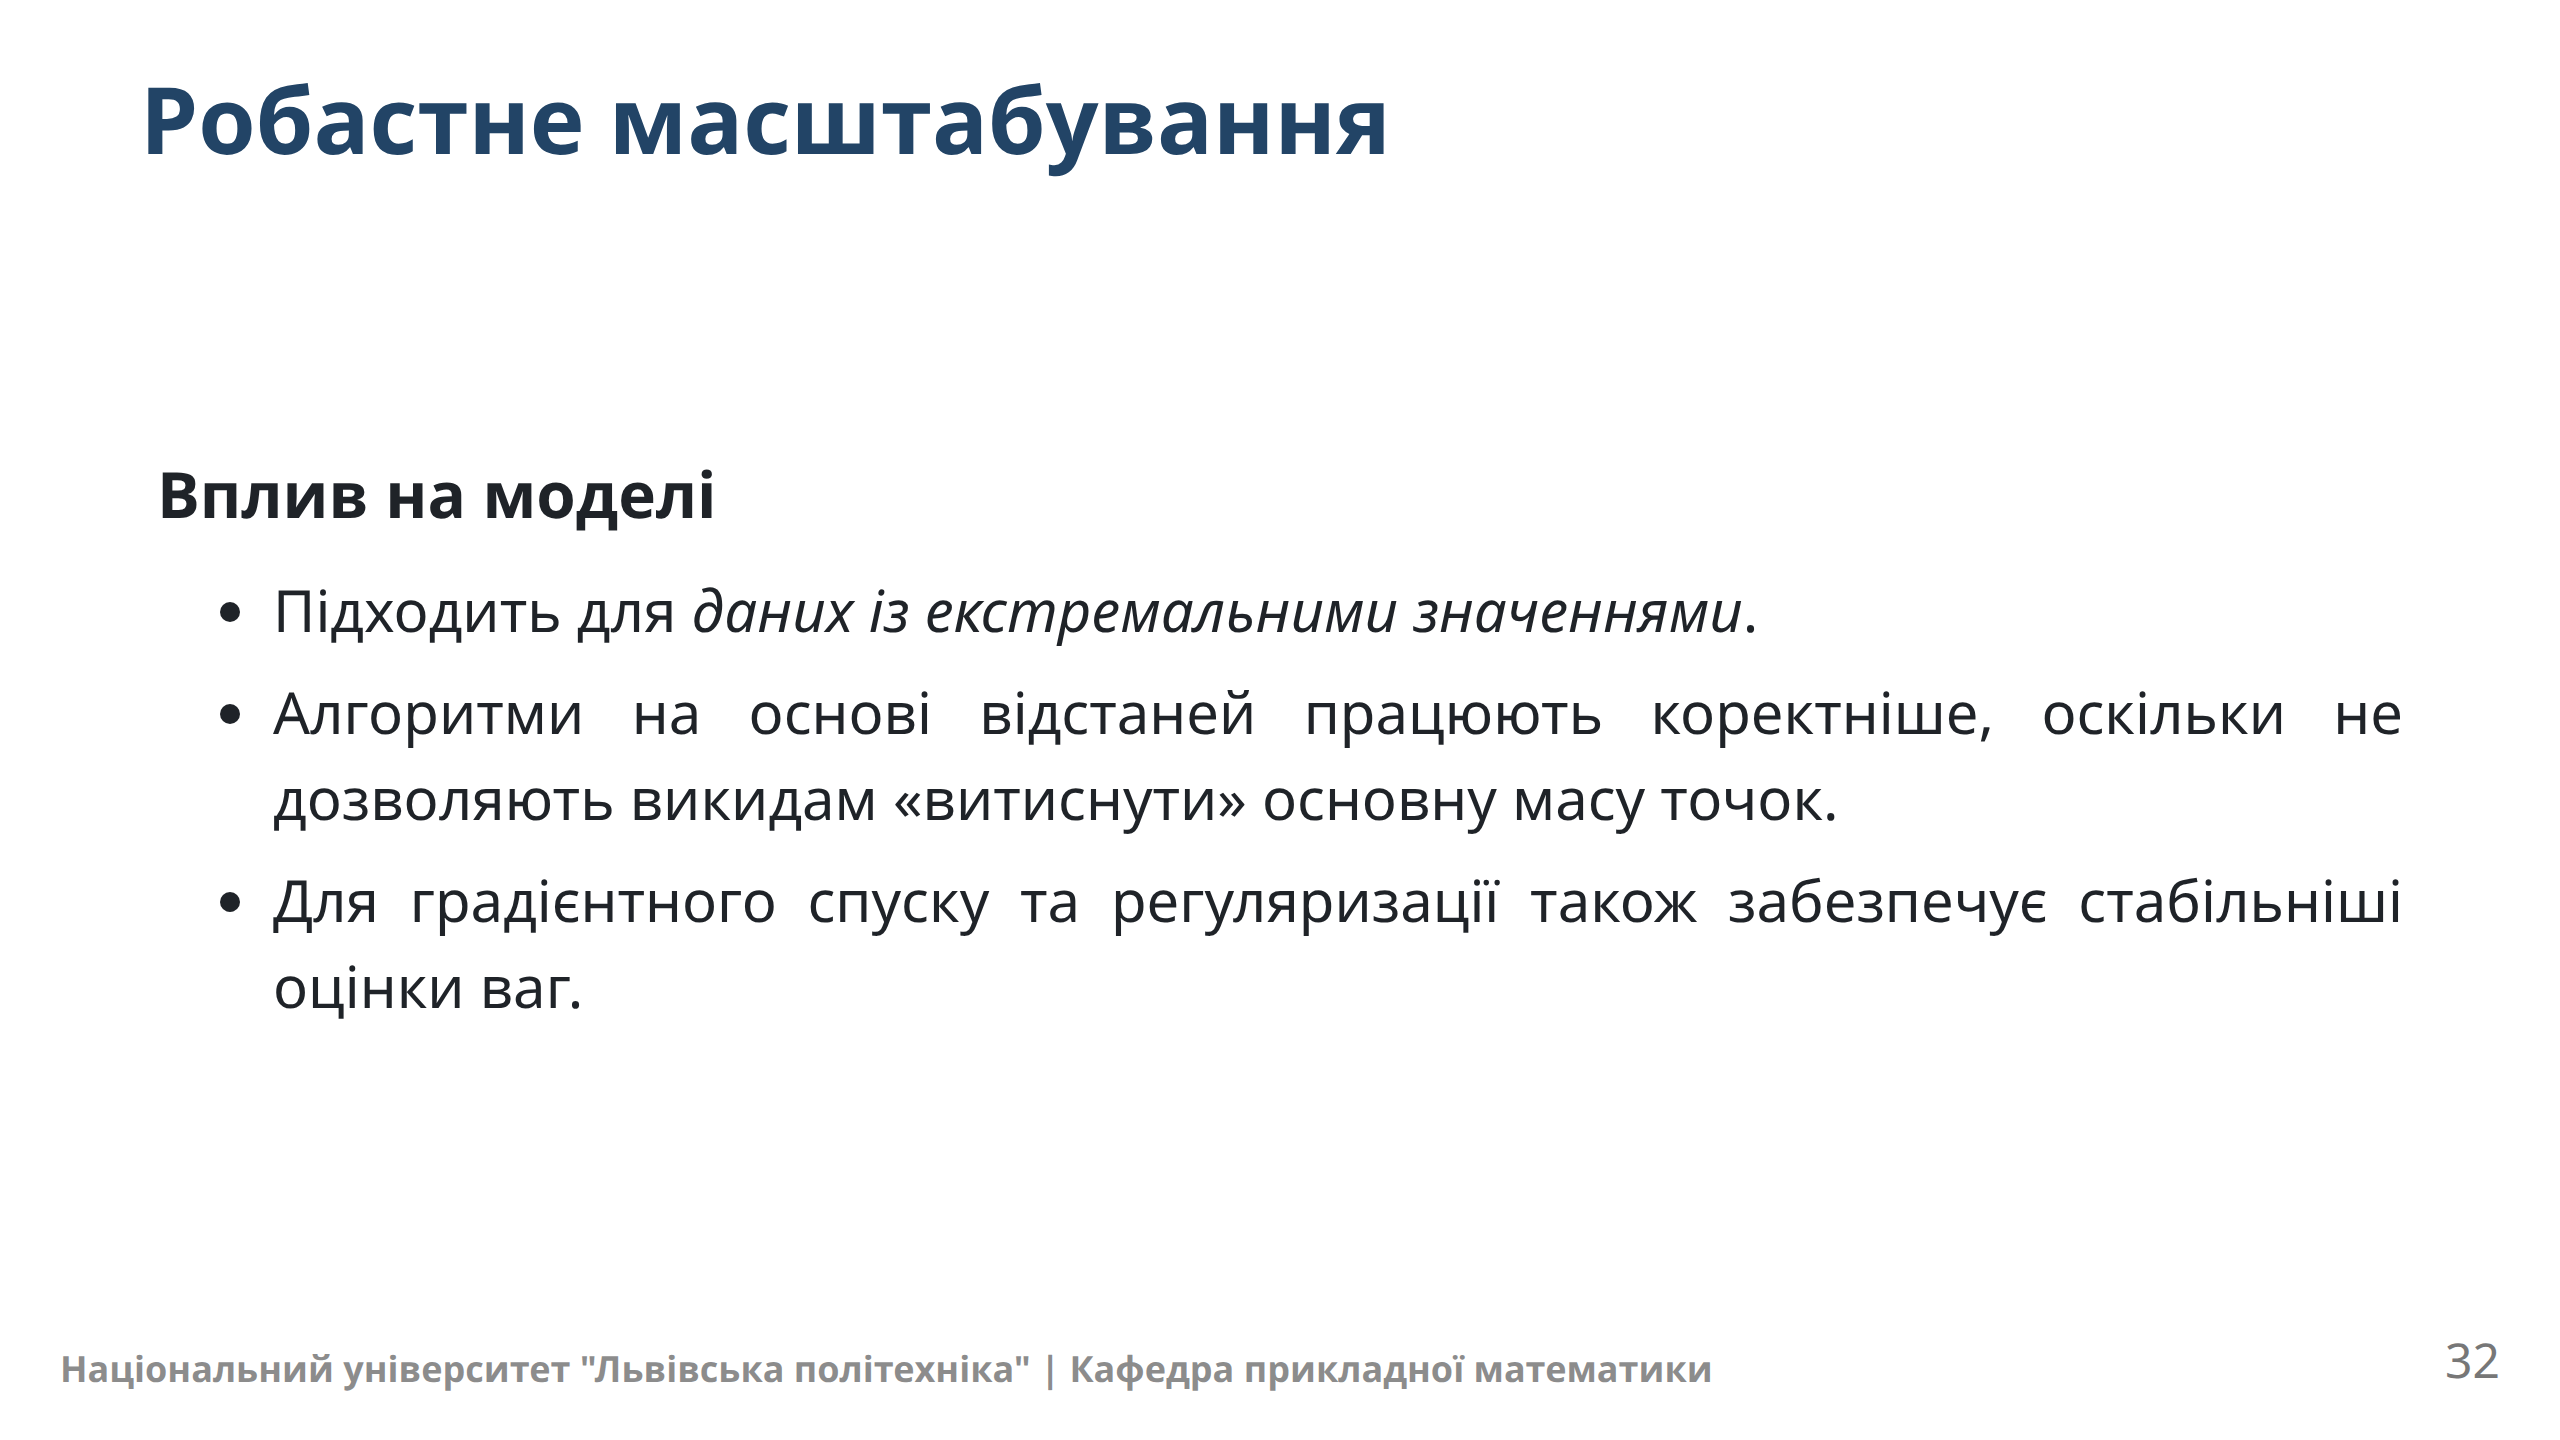 Робастне масштабування
Вплив на моделі
• Підходить для даних із екстремальними значеннями.
• Алгоритми на основі відстаней працюють коректніше, оскільки не
дозволяють викидам «витиснути» основну масу точок.
• Для градієнтного спуску та регуляризації також забезпечує стабільніші
оцінки ваг.
Національний університет "Львівська політехніка" | Кафедра прикладної математики
32